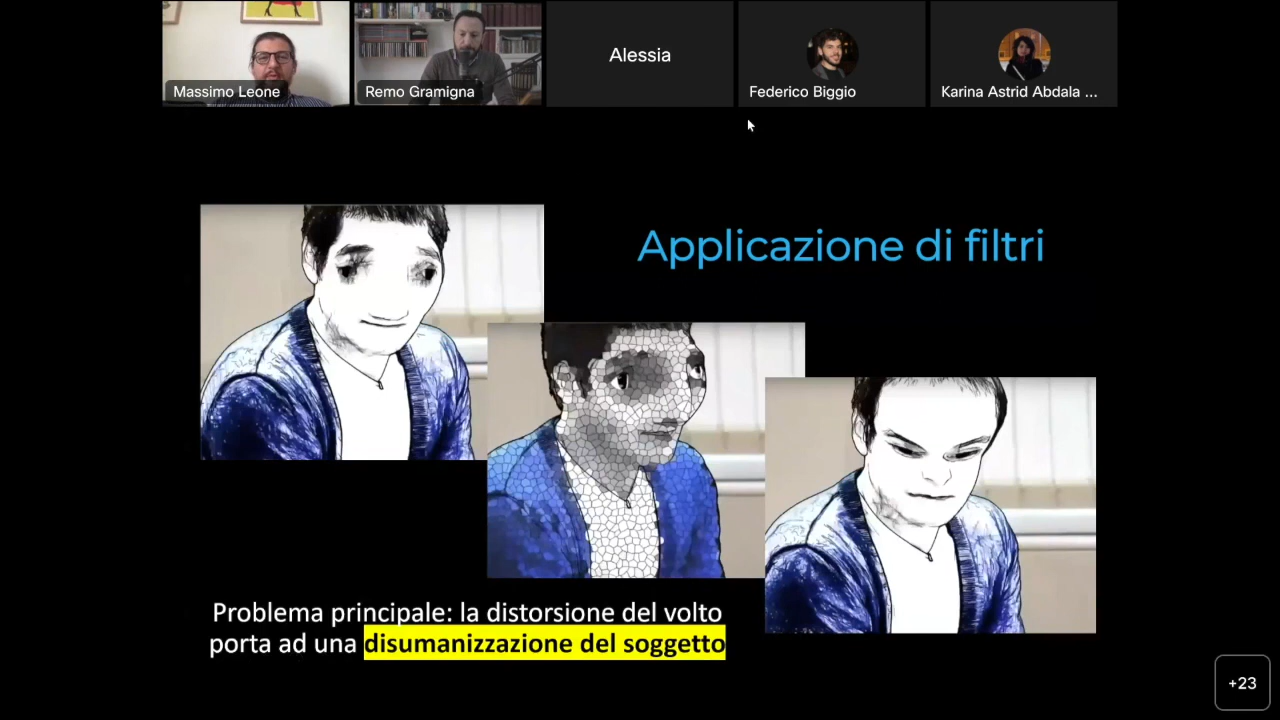 Alessia
Massimo Leone
Remo Gramigna
Federico Biggio
Karina Astrid Abdala ...
Applicazione di filtri
Problema principale: la distorsione del volto
porta ad una disumanizzazione del soggetto
+23